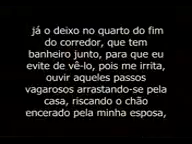 já o deixo no quarto do fim
do corredor, que tem
banheiro junto, para que eu
evite de vê-lo, pois me irrita,
ouvir aqueles passos
vagarosos arrastando-se pela
casa, riscando o chão
encerado pela minha esposa,